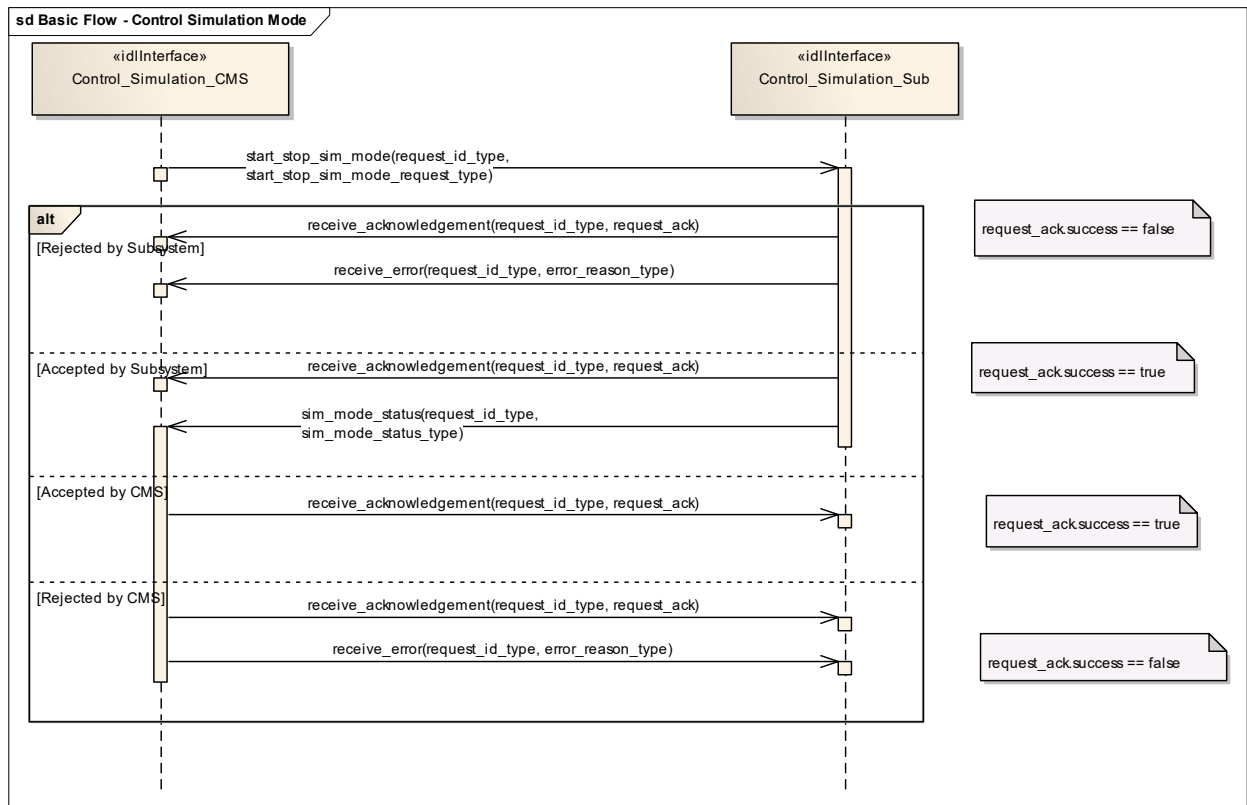 sd Basic Flow - Control Simulation Mode
«idlInterface»
Control_Simulation_CMS
«idlInterface»
Control_Simulation_Sub
start_stop_sim_mode(request_id_type,
start_stop_sim_mode_request_type)
alt
[Rejected by Subsystem]
receive_acknowledgement(request_id_type, request_ack)
request_ack.success == false
receive_error(request_id_type, error_reason_type)
[Accepted by Subsystem]
receive_acknowledgement(request_id_type, request_ack)
request_ack.success == true
sim_mode_status(request_id_type,
sim_mode_status_type)
[Accepted by CMS]
receive_acknowledgement(request_id_type, request_ack)
request_ack.success == true
[Rejected by CMS]
receive_acknowledgement(request_id_type, request_ack)
receive_error(request_id_type, error_reason_type)
request_ack.success == false